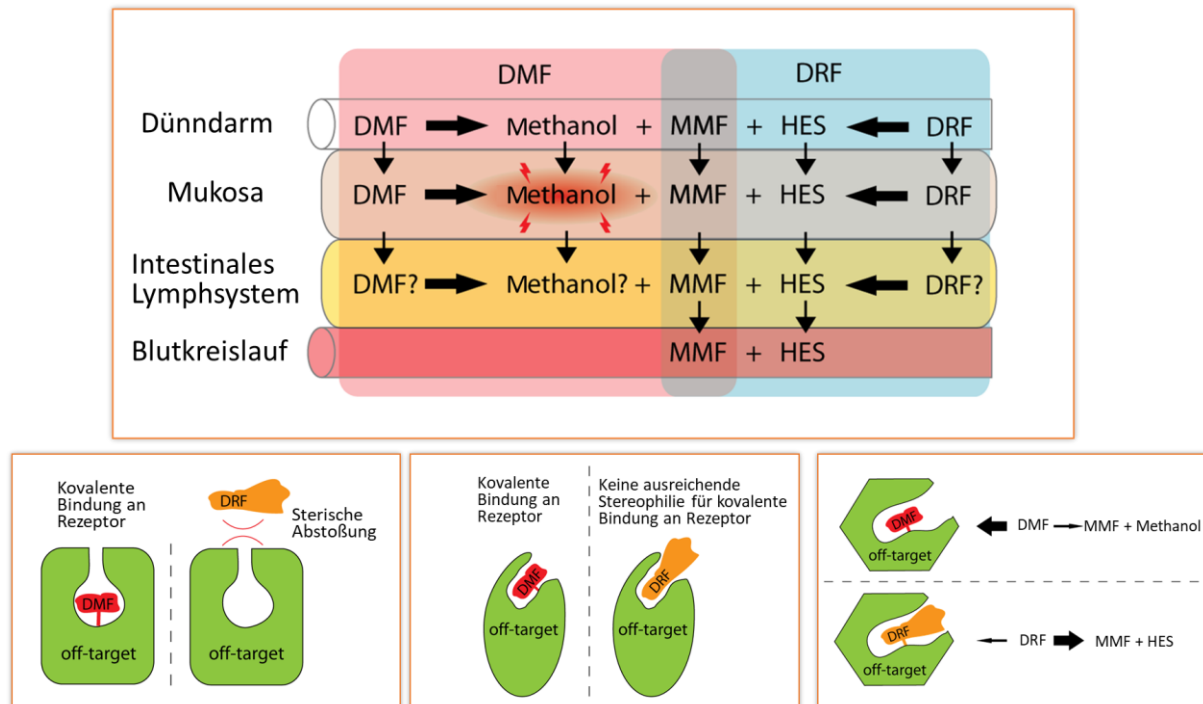 DMF
DRF
Dünndarm
DMF Methanol + MMF + HES DRF
Mukosa
DMF Methanol + MMF + HES DRF
Intestinales
Lymphsystem
DMF? Methanol? + MMF + HES DRF?
Blutkreislauf
MMF + HES
Kovalente
Bindung an
Rezeptor
DRF
Sterische
Abstoßung
DMF
off-target
off-target
Kovalente
Bindung an
Rezeptor
Keine ausreichende
Stereophilie für kovalente
Bindung an Rezeptor
DMF
DRF
off-target
off-target
DMF
off-target
DMF MMF + Methanol
DRF
off-target
DRF MMF + HES